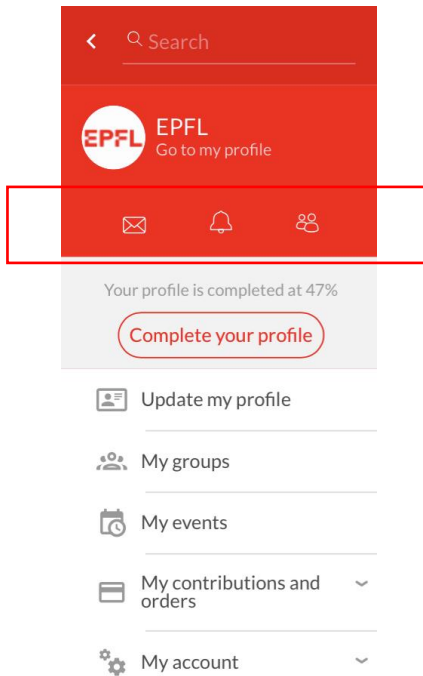 Search
EPFL
EPFL
Go to my profile
Your profile is completed at 47%
Complete your profile
Update my profile
My groups
My events
My contributions and
orders
My account